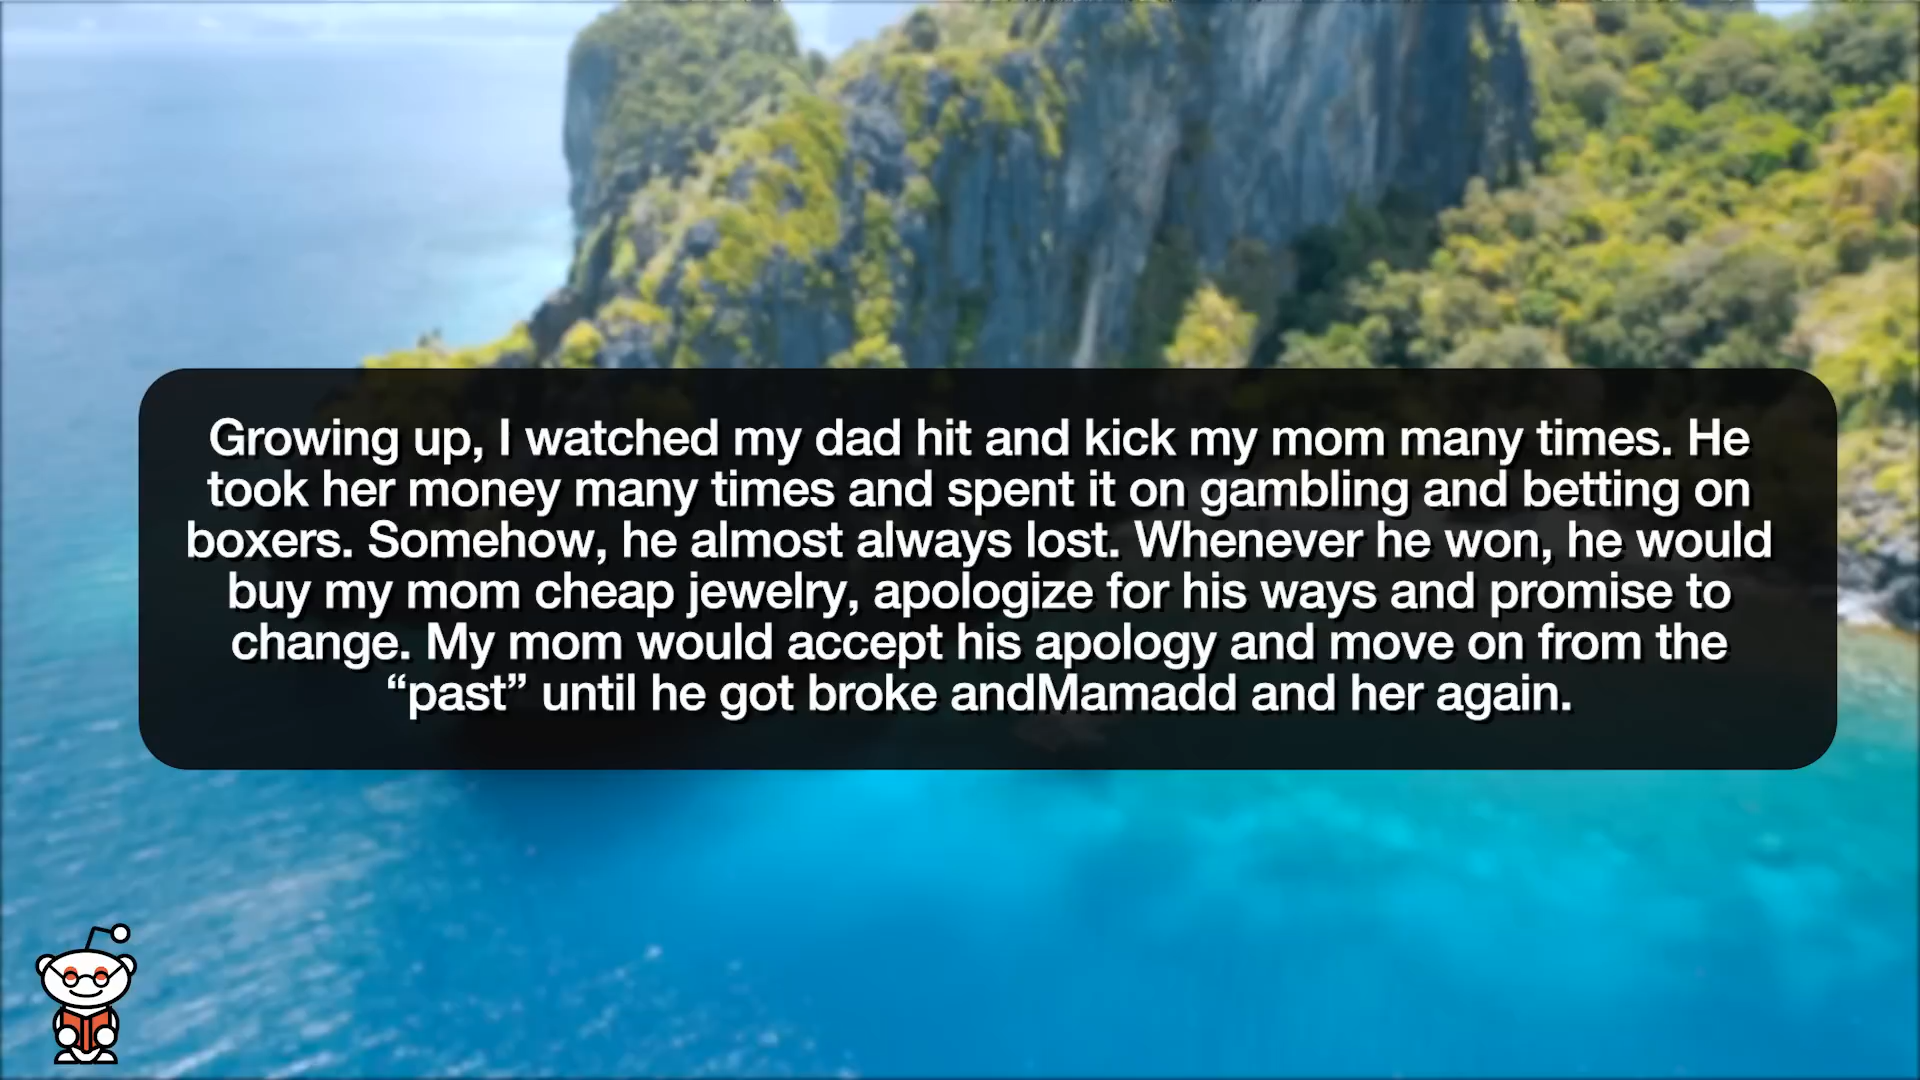 Growing up, I watched my dad hit and kick my mom many times. He
took her money many times and spent it on gambling and betting on
boxers. Somehow, he almost always lost. Whenever he won, he would
buy my mom cheap jewelry, apologize for his ways and promise to
change. My mom would accept his apology and move on from the
“past” until he got broke andMamadd and her again.